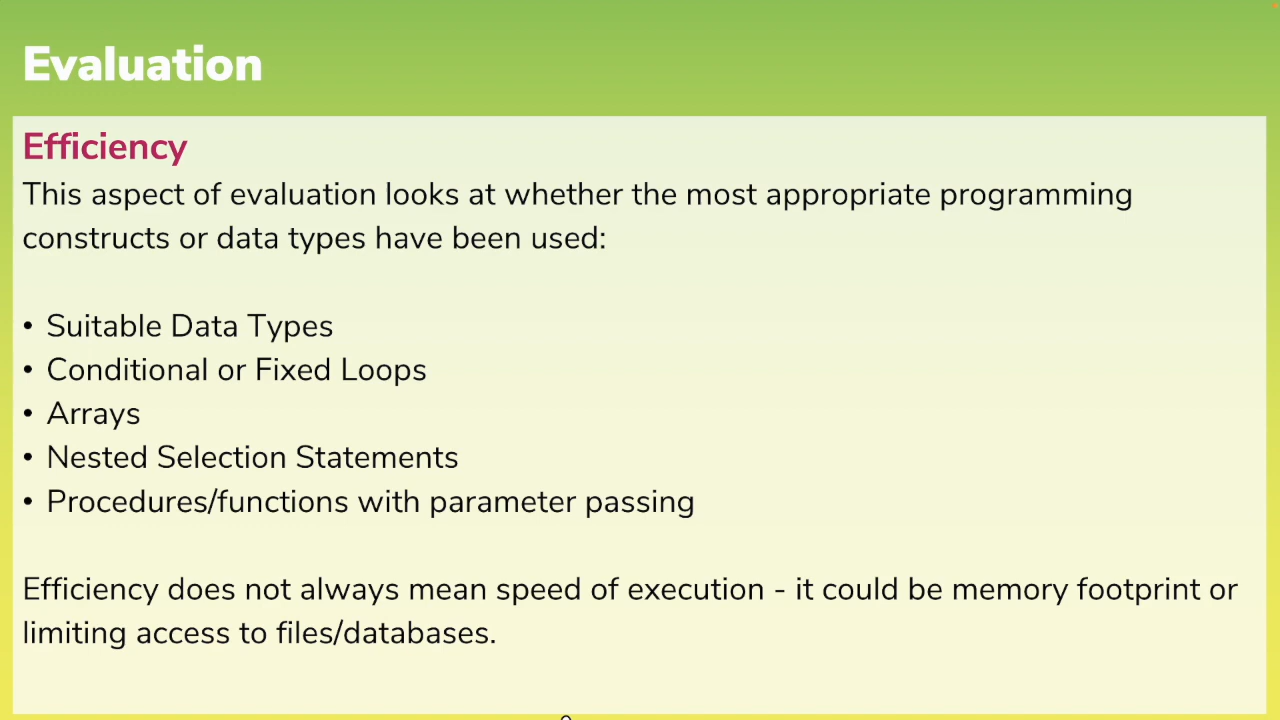 Evaluation
Efficiency
This aspect of evaluation looks at whether the most appropriate programming
constructs or data types have been used:
• Suitable Data Types
• Conditional or Fixed Loops
• Arrays
• Nested Selection Statements
• Procedures/functions with parameter passing
Efficiency does not always mean speed of execution - it could be memory footprint or
limiting access to files/databases.